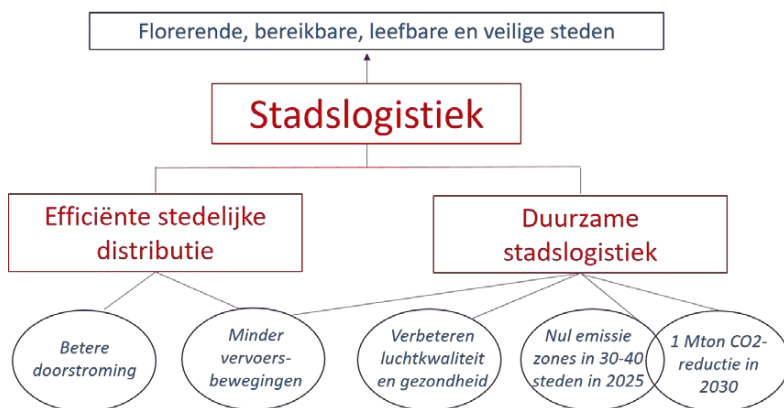 Florerende, bereikbare, leefbare en veilige steden
Stadslogistiek
Efficiënte stedelijke
distributie
Duurzame
stadslogistiek
Betere
doorstroming
Minder
vervoers-
bewegingen
Verbeteren
luchtkwaliteit
en gezondheid
Nul emissie
zones in 30-40
steden in 2025
1 Mton CO2-
reductie in
2030